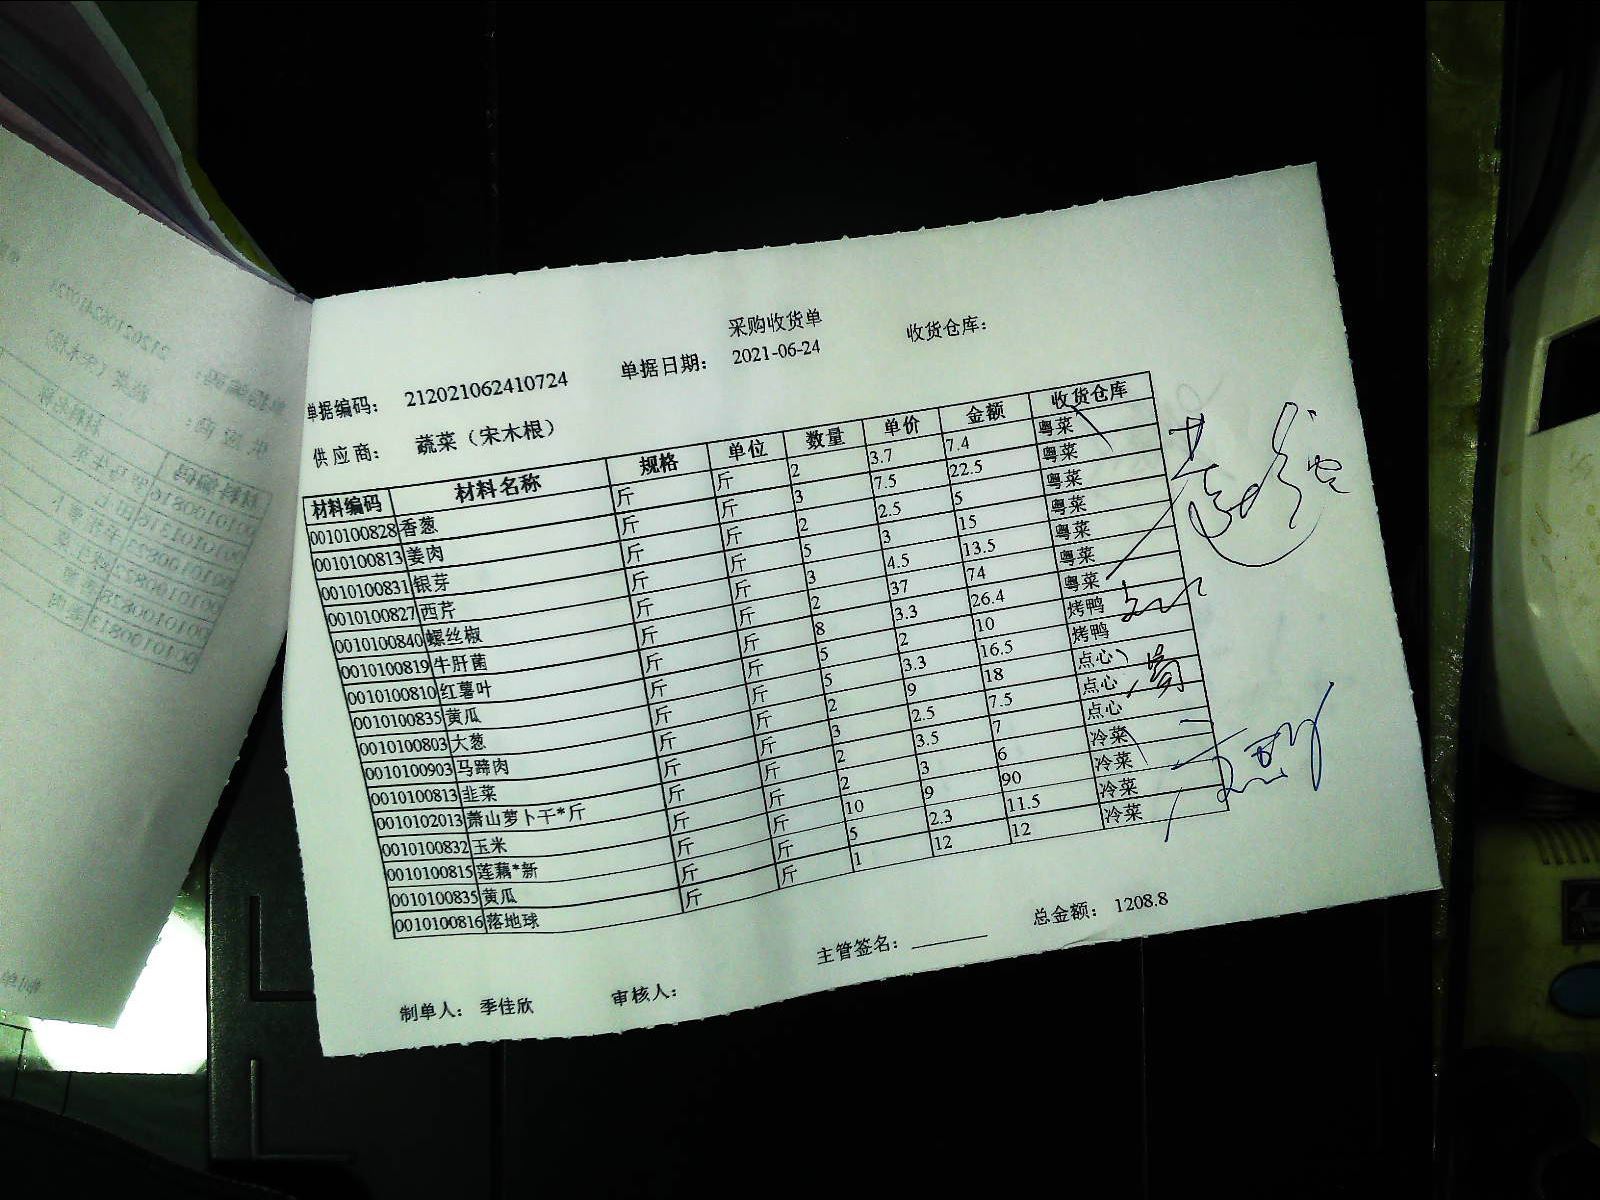 采购收货单
单据编码: 212021062410724 单据日期: 2021-06-24 收货仓库:
供应商: 蔬菜（宋木根）
材料编码 材料名称 规格 单位 数量 单价 金额 收货仓库
0010100828 香葱 斤 斤 2 3.7 7.4 粤菜
0010100813 姜肉 斤 斤 3 7.5 22.5 粤菜
0010100831 银芽 斤 斤 2 2.5 5 粤菜
0010100827 西芹 斤 斤 5 3 15 粤菜
0010100840 螺丝椒 斤 斤 3 4.5 13.5 粤菜
0010100819 牛肝菌 斤 斤 2 37 74 粤菜
0010100810 红薯叶 斤 斤 8 3.3 26.4 粤菜
0010100835 黄瓜 斤 斤 5 2 10 烤鸭
0010100803 大葱 斤 斤 5 3.3 16.5 烤鸭
0010100903 马蹄肉 斤 斤 2 9 18 点心
0010100813 韭菜 斤 斤 3 2.5 7.5 点心
0010102013 萧山萝卜干*斤 斤 斤 2 3.5 7 点心
0010100832 玉米 斤 斤 2 3 6 冷菜
0010100815 莲藕*新 斤 斤 10 9 90 冷菜
0010100835 黄瓜 斤 斤 5 2.3 11.5 冷菜
0010100816 落地球 斤 斤 1 12 12 冷菜
主管签名: 总金额: 1208.8
制单人: 季佳欣 审核人: